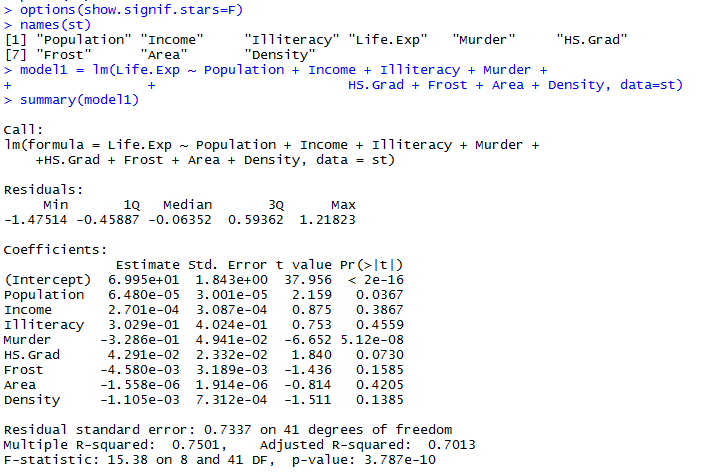 > options(show.signif.stars=F)
> names(st)
[1] "Population" "Income"     "Illiteracy" "Life.Exp"   "Murder"     "HS.Grad"
[7] "Frost"      "Area"       "Density"
> model1 = lm(Life.Exp ~ Population + Income + Illiteracy + Murder +
+                 +                        HS.Grad + Frost + Area + Density, data=st)
> summary(model1)

Call:
lm(formula = Life.Exp ~ Population + Income + Illiteracy + Murder +
    +HS.Grad + Frost + Area + Density, data = st)

Residuals:
     Min       1Q   Median       3Q      Max
-1.47514 -0.45887 -0.06352  0.59362  1.21823

Coefficients:
              Estimate Std. Error t value Pr(>|t|)
(Intercept)  6.995e+01  1.843e+00  37.956  < 2e-16
Population   6.480e-05  3.001e-05   2.159   0.0367
Income       2.701e-04  3.087e-04   0.875   0.3867
Illiteracy   3.029e-01  4.024e-01   0.753   0.4559
Murder      -3.286e-01  4.941e-02  -6.652 5.12e-08
HS.Grad      4.291e-02  2.332e-02   1.840   0.0730
Frost       -4.580e-03  3.189e-03  -1.436   0.1585
Area        -1.558e-06  1.914e-06  -0.814   0.4205
Density     -1.105e-03  7.312e-04  -1.511   0.1385

Residual standard error: 0.7337 on 41 degrees of freedom
Multiple R-squared:  0.7501,    Adjusted R-squared:  0.7013
F-statistic: 15.38 on 8 and 41 DF,  p-value: 3.787e-10